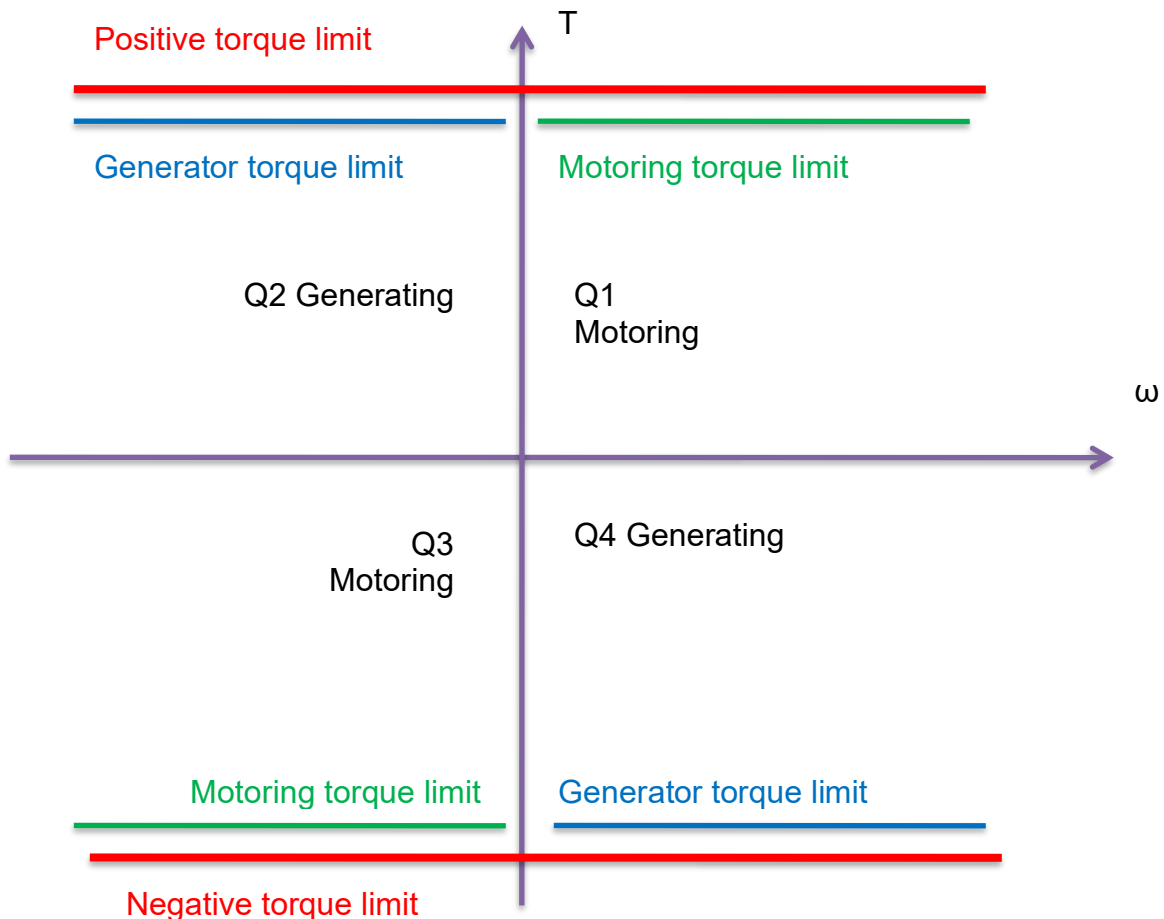 T
Positive torque limit
Generator torque limit
Motoring torque limit
Q2 Generating
Q1
Motoring
ω
Q3
Motoring
Q4 Generating
Motoring torque limit
Generator torque limit
Negative torque limit